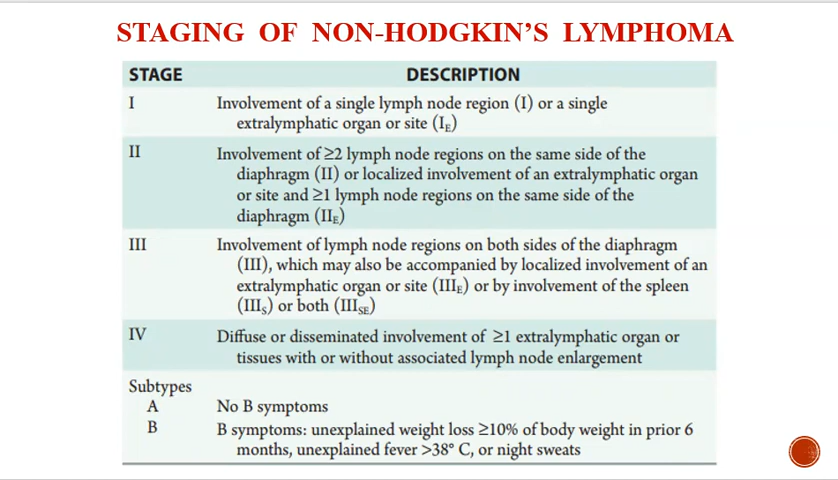 STAGING OF NON-HODGKIN'S LYMPHOMA
STAGE DESCRIPTION
I Involvement of a single lymph node region (I) or a single
extralymphatic organ or site (IE)
II Involvement of ≥2 lymph node regions on the same side of the
diaphragm (II) or localized involvement of an extralymphatic organ
or site and ≥1 lymph node regions on the same side of the
diaphragm (IIE)
III Involvement of lymph node regions on both sides of the diaphragm
(III), which may also be accompanied by localized involvement of an
extralymphatic organ or site (IIIE) or by involvement of the spleen
(IIIS) or both (IIISE)
IV Diffuse or disseminated involvement of ≥1 extralymphatic organ or
tissues with or without associated lymph node enlargement
Subtypes
A No B symptoms
B B symptoms: unexplained weight loss ≥10% of body weight in prior 6
months, unexplained fever >38° C, or night sweats